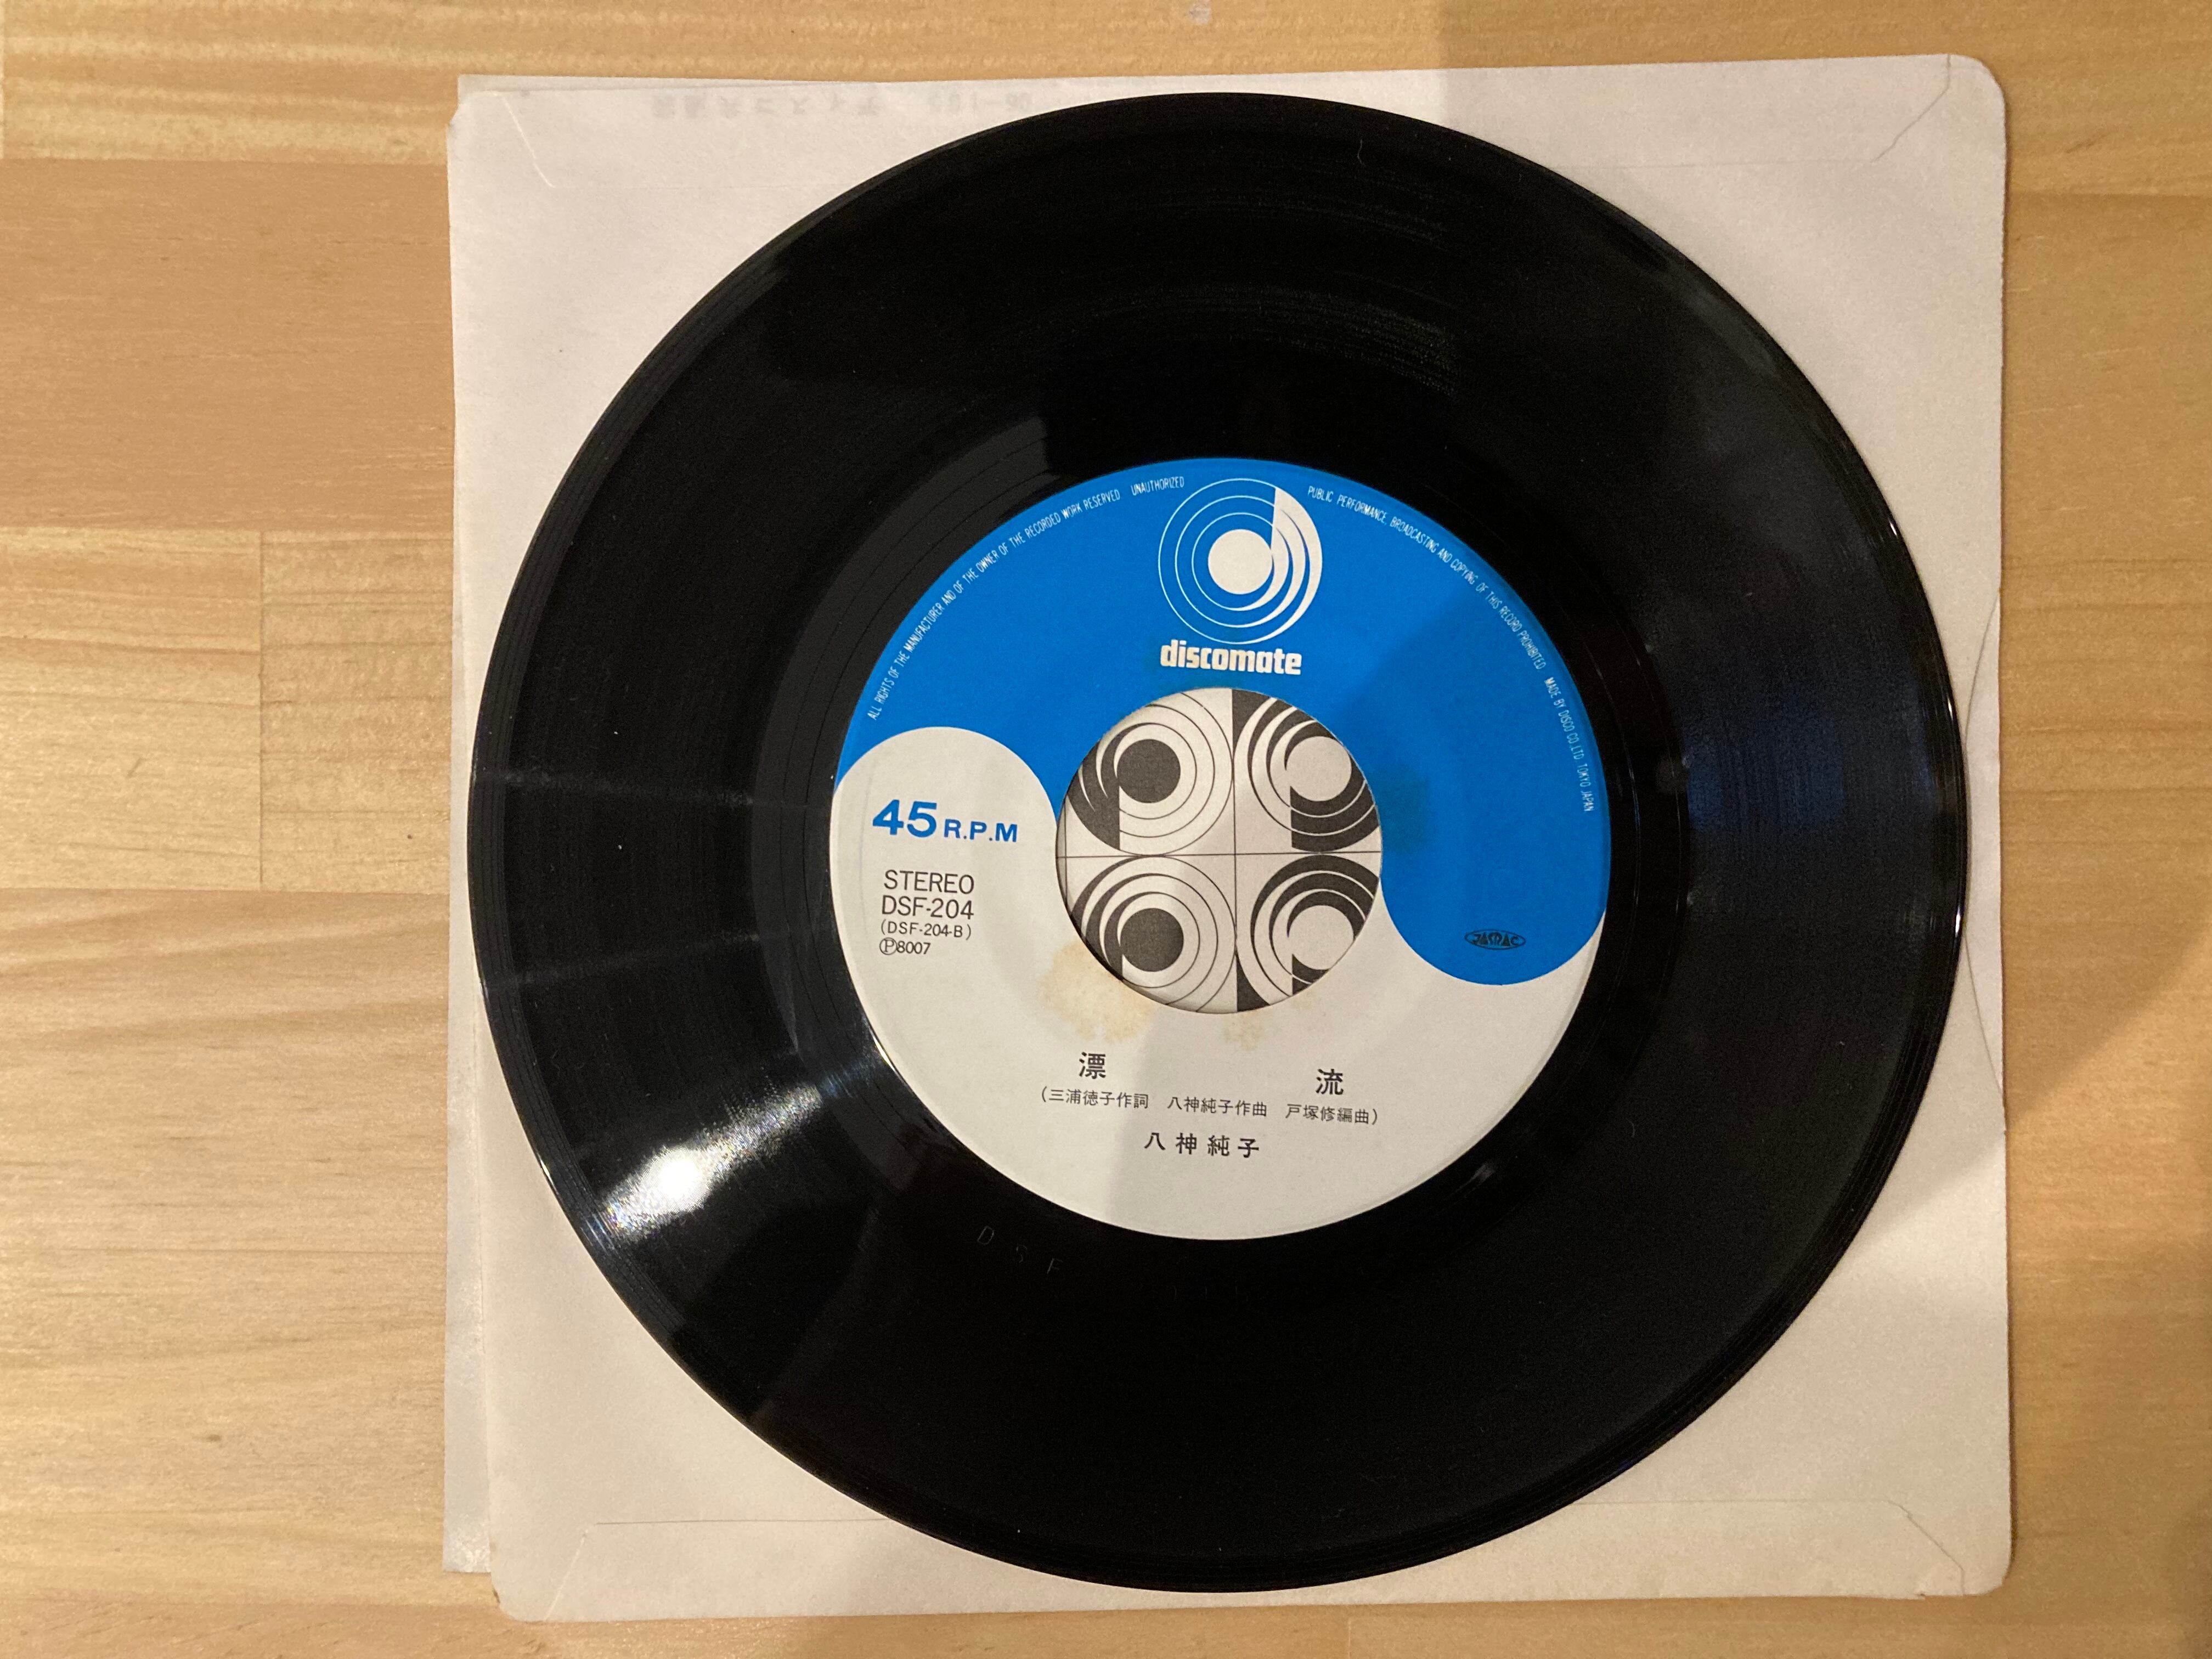 ALL RIGHTS OF THE MANUFACTURER AND OF THE OWNER OF THE RECORDED WORK RESERVED UNAUTHORIZED PUBLIC PERFORMANCE, BROADCASTING AND COPYING OF THIS RECORD PROHIBITED MADE BY DISCO CO.,LTD. TOKYO JAPAN
discomate
45 R.P.M
STEREO
DSF-204
(DSF-204-B)
Ⓟ8007
JASRAC
漂 流
(三浦徳子作詞 八神純子作曲 戸塚修編曲)
八神純子
DSF